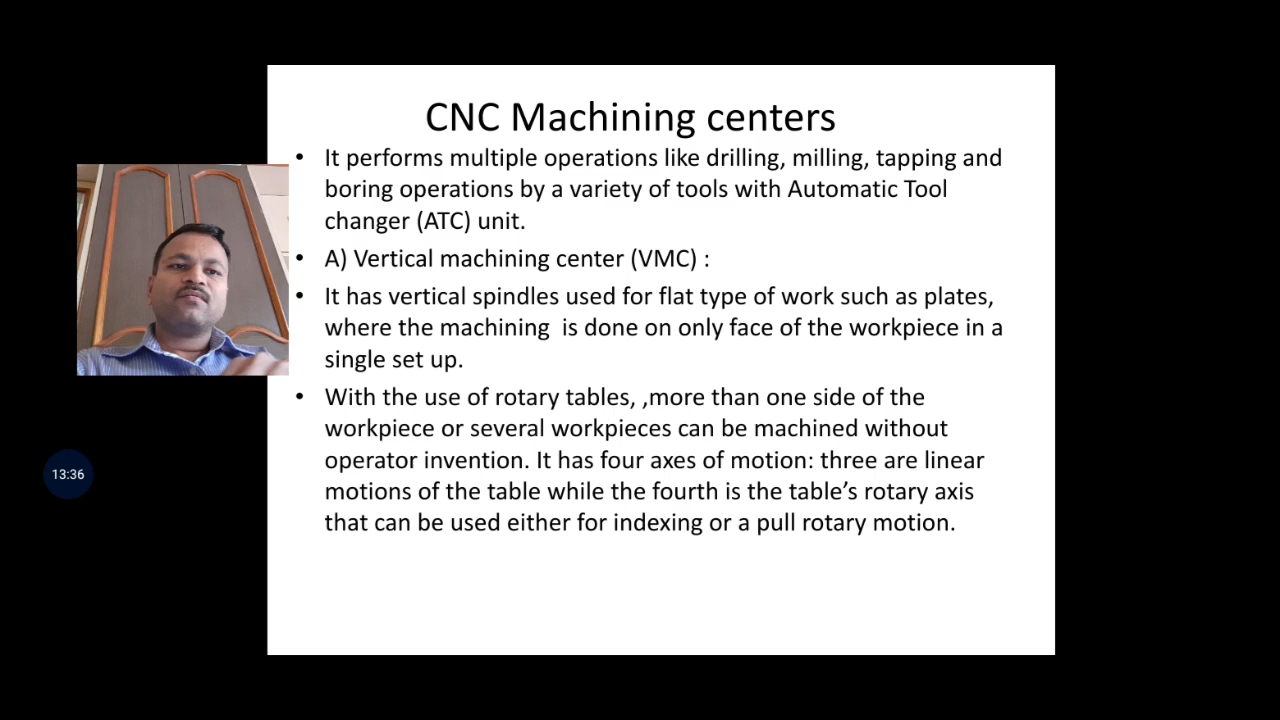 CNC Machining centers
• It performs multiple operations like drilling, milling, tapping and
boring operations by a variety of tools with Automatic Tool
changer (ATC) unit.
• A) Vertical machining center (VMC) :
• It has vertical spindles used for flat type of work such as plates,
where the machining  is done on only face of the workpiece in a
single set up.
• With the use of rotary tables, ,more than one side of the
workpiece or several workpieces can be machined without
operator invention. It has four axes of motion: three are linear
motions of the table while the fourth is the table’s rotary axis
that can be used either for indexing or a pull rotary motion.
13:36